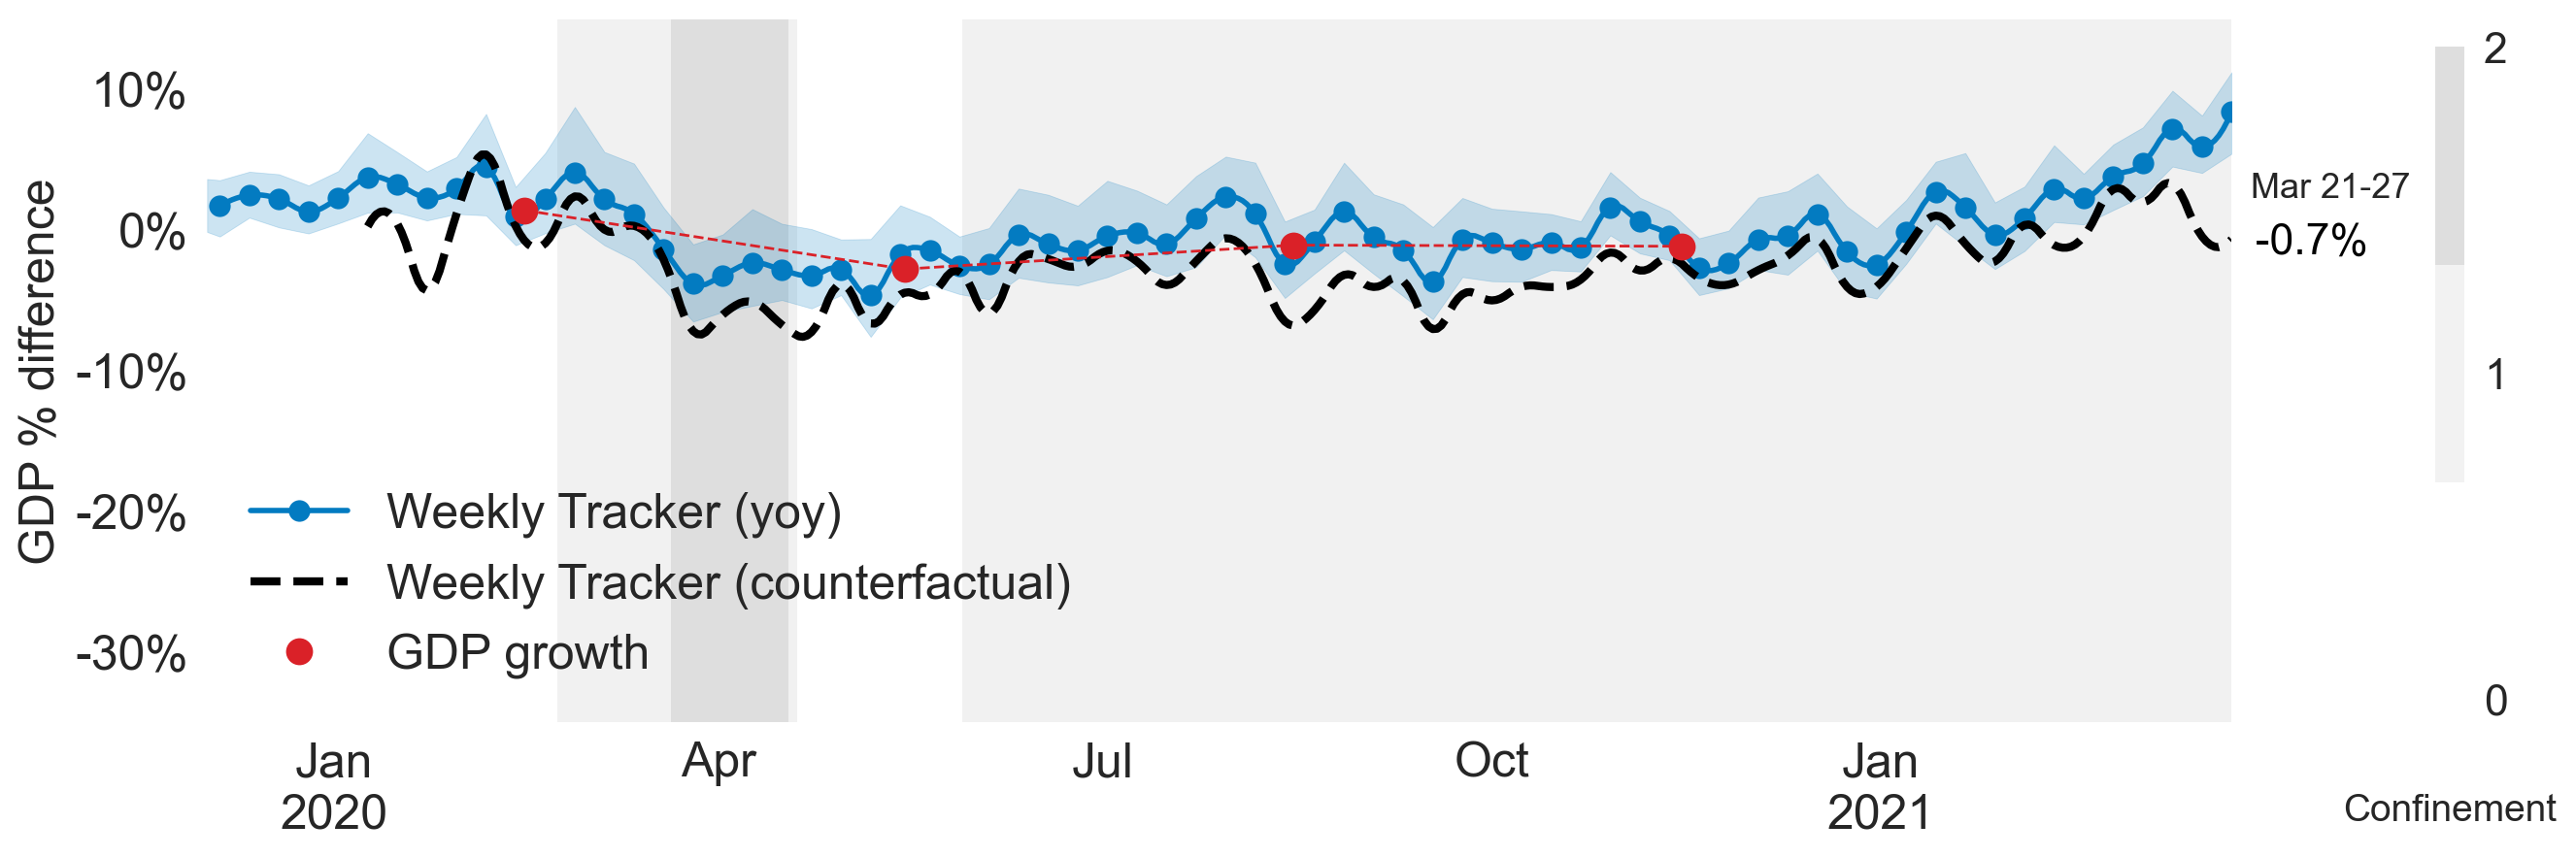 GDP % difference
10%
0%
-10%
-20%
-30%
Weekly Tracker (yoy)
Weekly Tracker (counterfactual)
GDP growth
Jan
2020
Apr
Jul
Oct
Jan
2021
Mar 21-27
-0.7%
2
1
0
Confinement